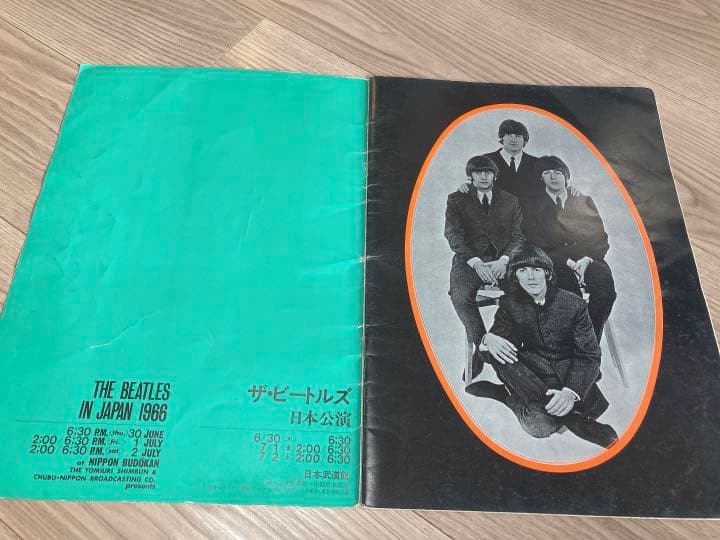 THE BEATLES
IN JAPAN 1966
6:30 P.M. (thu.) 30 JUNE
2:00/6:30 P.M. (fri.) 1 JULY
2:00/6:30 P.M. (sat.) 2 JULY
at NIPPON BUDOKAN
THE YOMIURI SHIMBUN &
CHUBU-NIPPON BROADCASTING CO.
presents
ザ・ビートルズ
日本公演
6/30 木 6:30
7/1 金 2:00/6:30
7/2 土 2:00/6:30
日本武道館